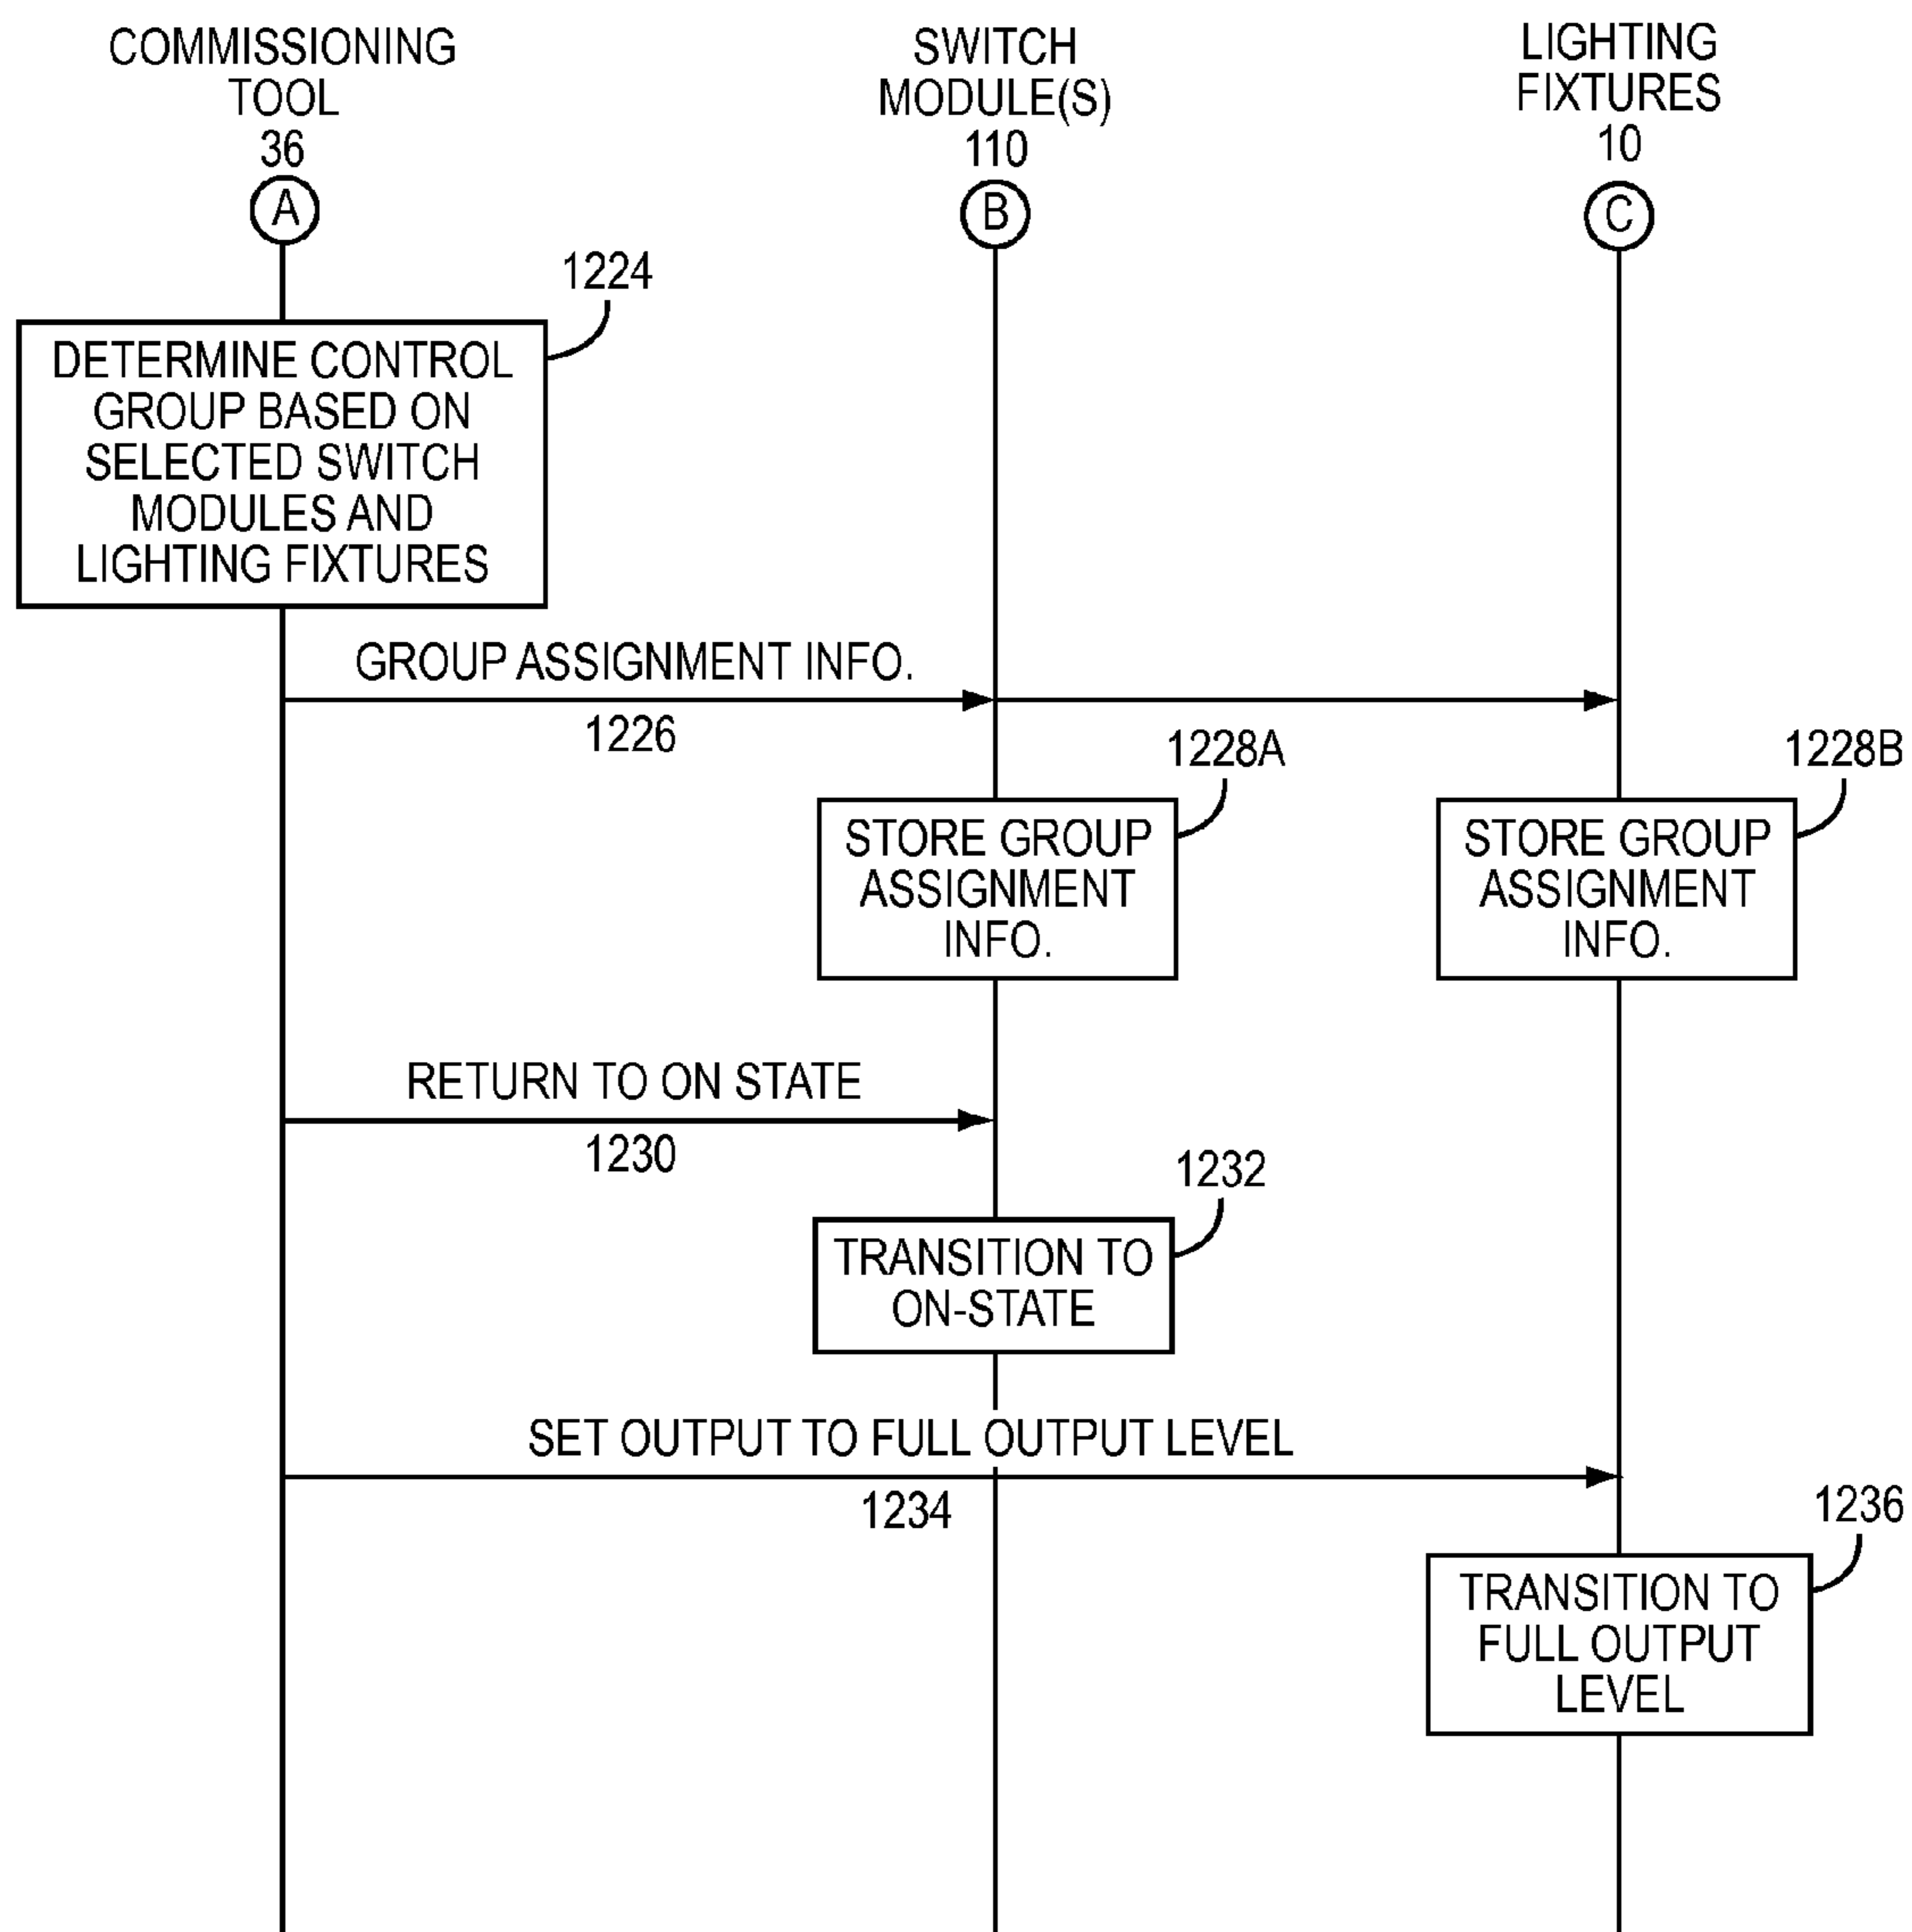 COMMISSIONING
TOOL
36
A
SWITCH
MODULE(S)
110
B
LIGHTING
FIXTURES
10
C
1224
DETERMINE CONTROL
GROUP BASED ON
SELECTED SWITCH
MODULES AND
LIGHTING FIXTURES
GROUP ASSIGNMENT INFO.
1226
1228A
STORE GROUP
ASSIGNMENT
INFO.
1228B
STORE GROUP
ASSIGNMENT
INFO.
RETURN TO ON STATE
1230
1232
TRANSITION TO
ON-STATE
SET OUTPUT TO FULL OUTPUT LEVEL
1234
1236
TRANSITION TO
FULL OUTPUT
LEVEL